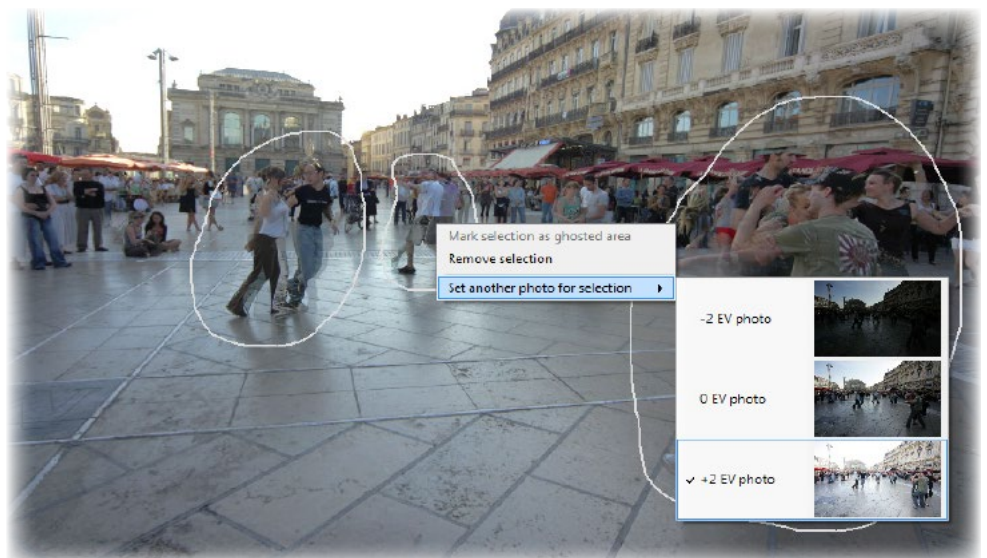 Mark selection as ghosted area
Remove selection
Set another photo for selection
-2 EV photo
0 EV photo
+2 EV photo